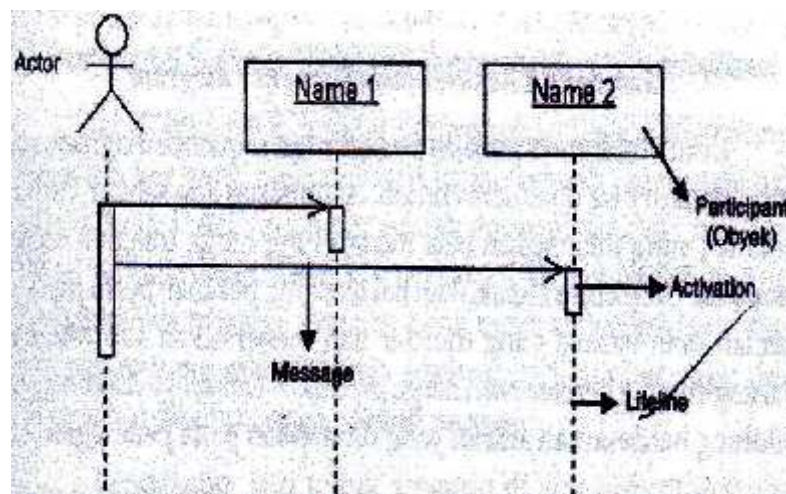 Actor
Name 1
Name 2
Participant
(Obyek)
Activation
Message
Lifeline